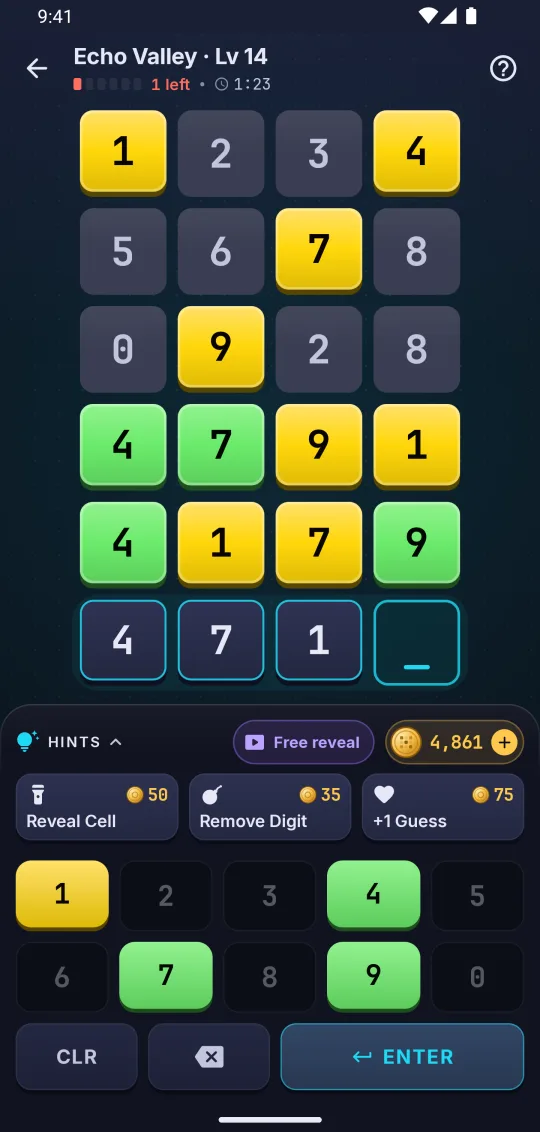 9:41
Echo Valley · Lv 14
1 left • 1:23
1 2 3 4
5 6 7 8
0 9 2 8
4 7 9 1
4 1 7 9
4 7 1 _
HINTS Free reveal 4,861 +
50 35 75
Reveal Cell Remove Digit +1 Guess
1 2 3 4 5
6 7 8 9 0
CLR ENTER